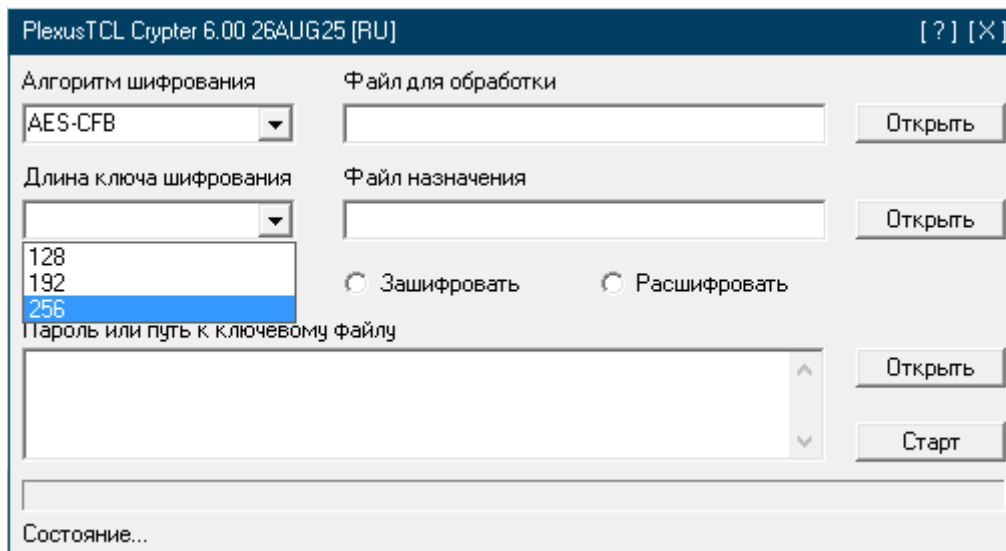 PlexusTCL Crypter 6.00 26AUG25 [RU] [ ? ] [X]
Алгоритм шифрования Файл для обработки
AES-CFB Открыть
Длина ключа шифрования Файл назначения
Открыть
128
192 Зашифровать Расшифровать
256
Пароль или путь к ключевому файлу
Открыть
Старт
Состояние...